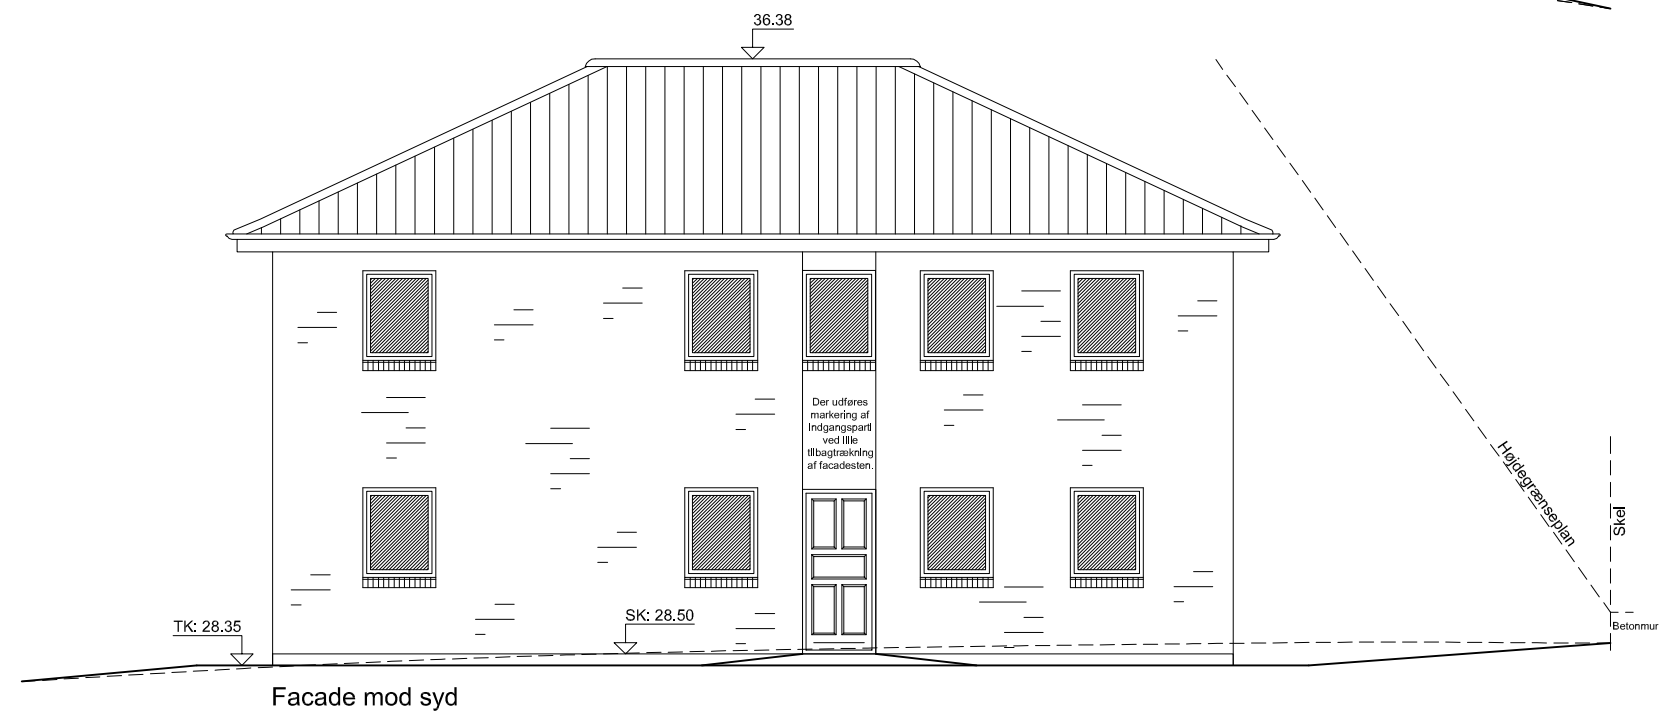 36.38
Der udføres
markering af
Indgangsparti
ved lille
tilbagtrækning
af facadesten.
Højdegrænseplan
Skel
Betonmur
TK: 28.35
SK: 28.50
Facade mod syd